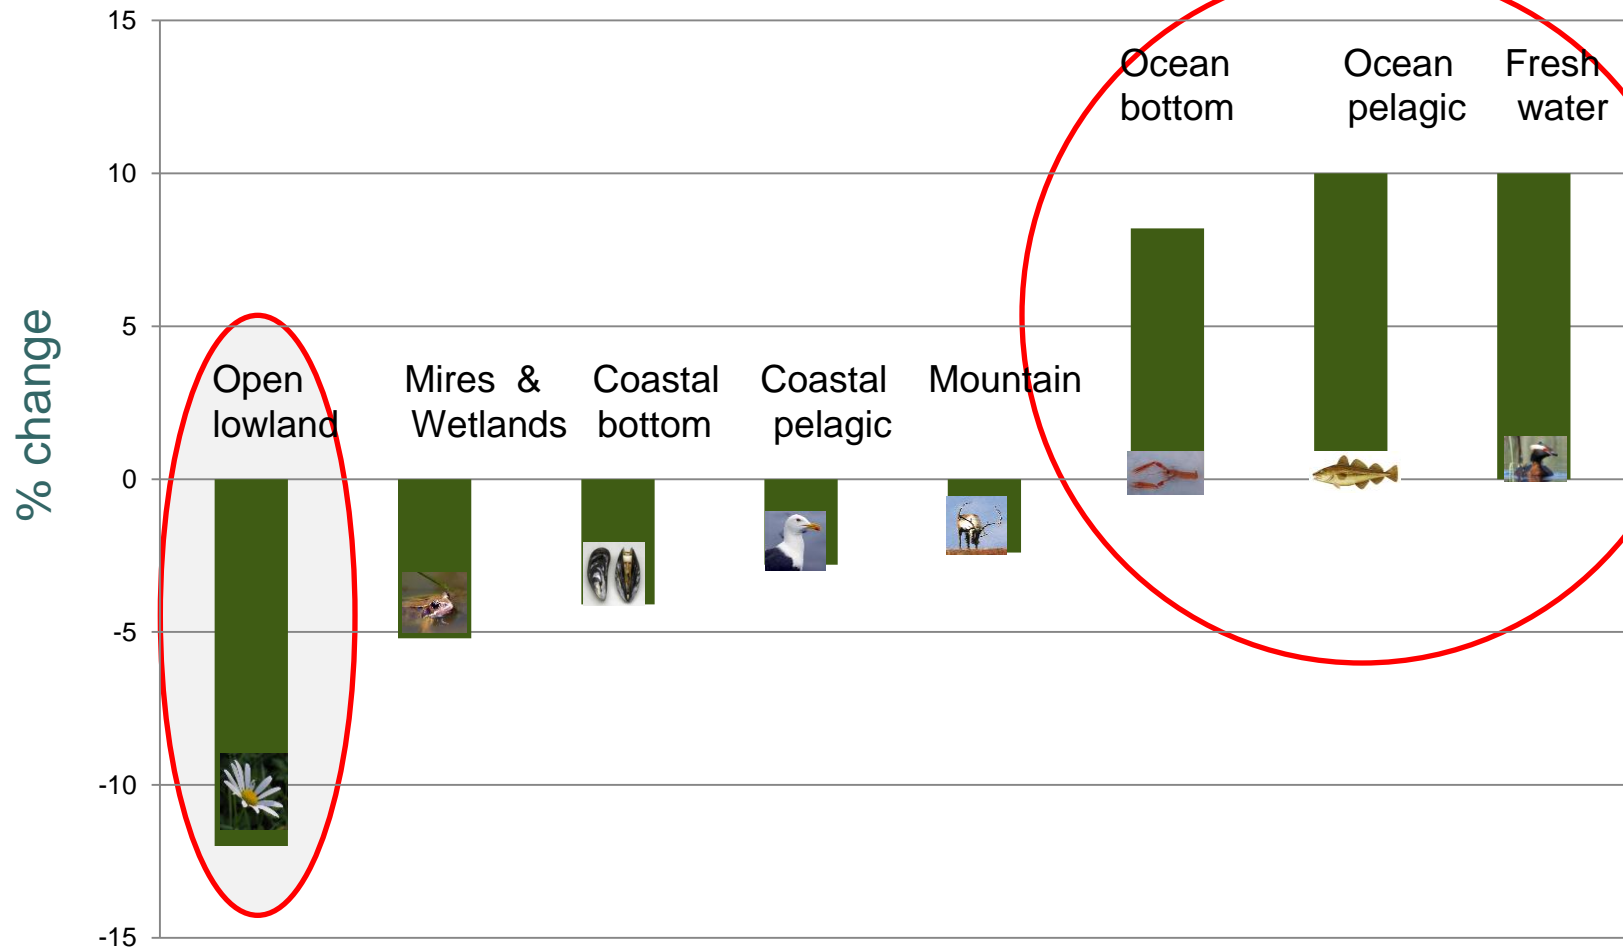 15
10
5
0
-5
-10
-15
% change
Open
lowland
Mires &
Wetlands
Coastal
bottom
Coastal
pelagic
Mountain
Ocean
bottom
Ocean
pelagic
Fresh
water